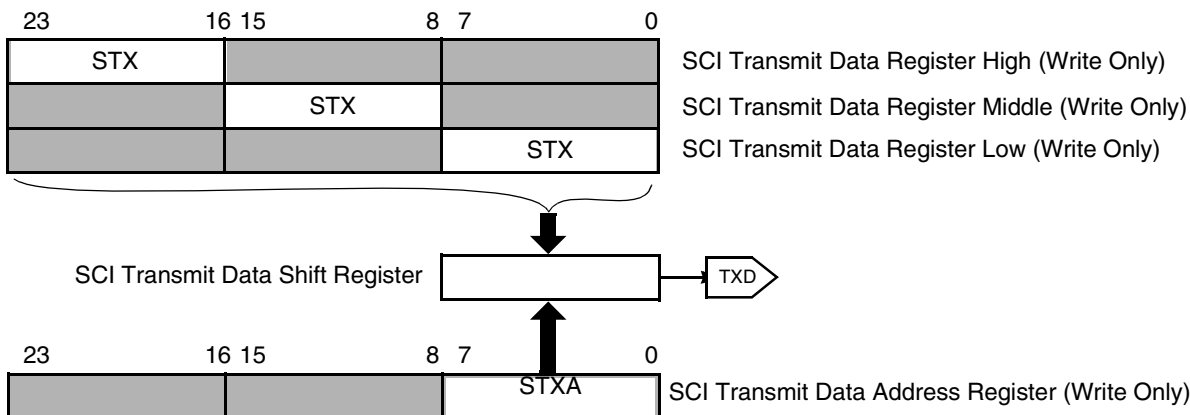 23 16 15 8 7 0
STX SCI Transmit Data Register High (Write Only)
STX SCI Transmit Data Register Middle (Write Only)
STX SCI Transmit Data Register Low (Write Only)
SCI Transmit Data Shift Register TXD
23 16 15 8 7 0
STXA SCI Transmit Data Address Register (Write Only)